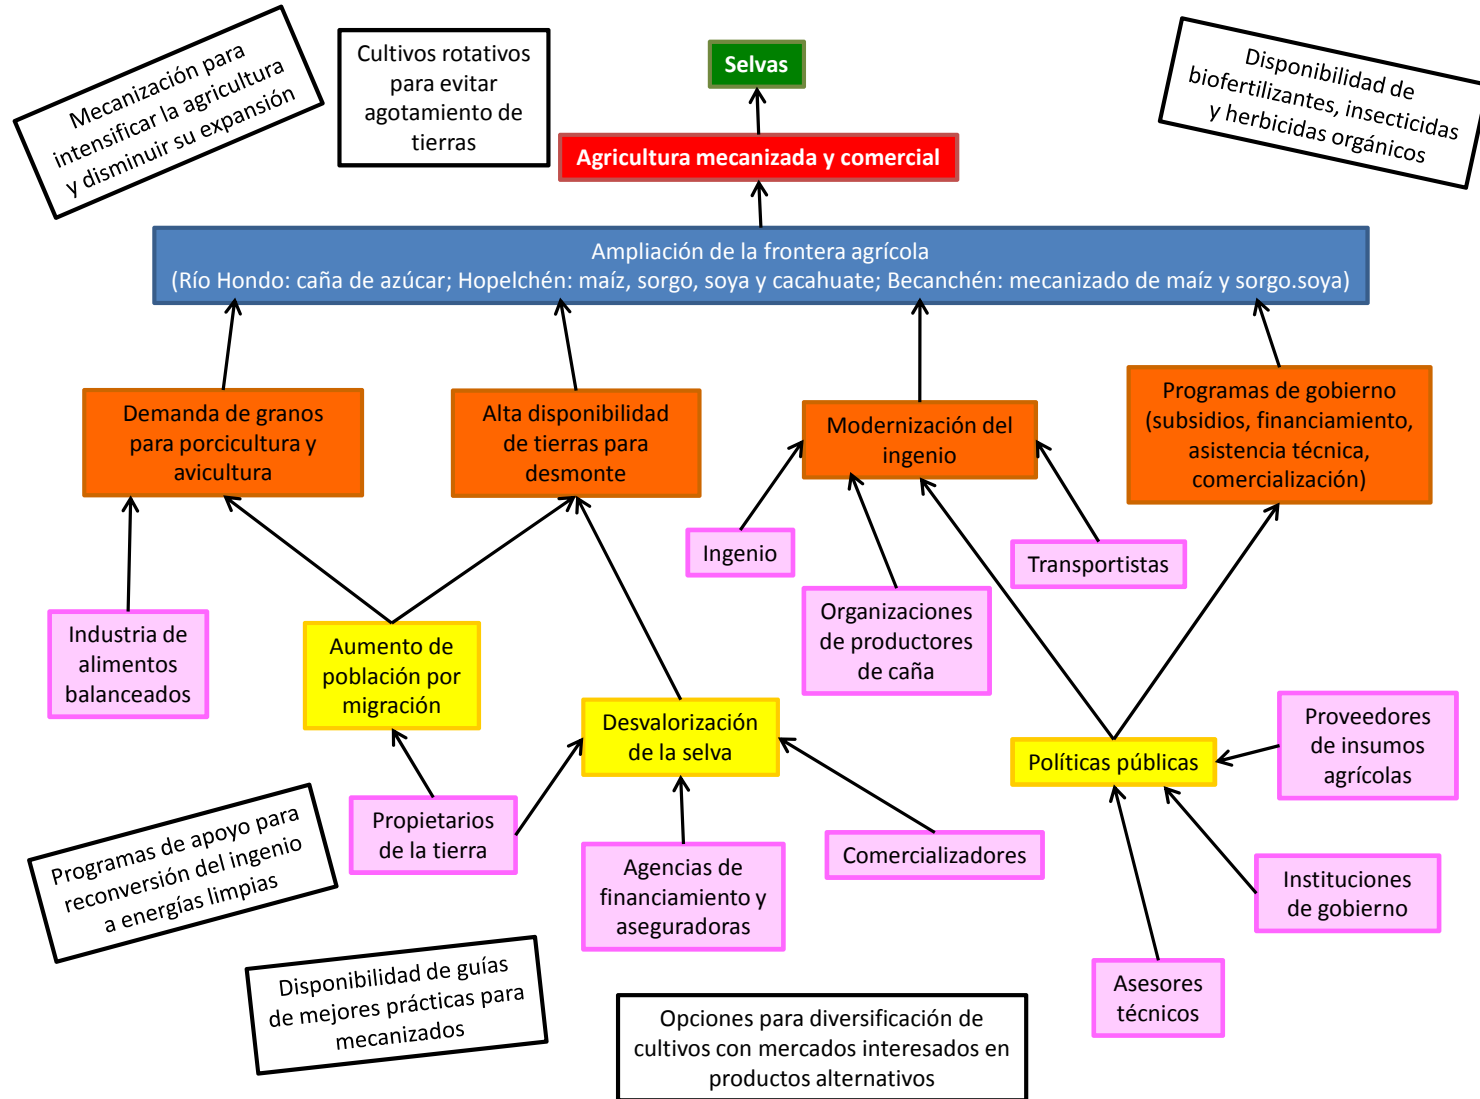 Mecanización para
intensificar la agricultura
y disminuir su expansión
Cultivos rotativos
para evitar
agotamiento de
tierras
Selvas
Disponibilidad de
biofertilizantes, insecticidas
y herbicidas orgánicos
Agricultura mecanizada y comercial
Ampliación de la frontera agrícola
(Río Hondo: caña de azúcar; Hopelchén: maíz, sorgo, soya y cacahuate; Becanchén: mecanizado de maíz y sorgo.soya)
Demanda de granos
para porcicultura y
avicultura
Alta disponibilidad
de tierras para
desmonte
Modernización del
ingenio
Programas de gobierno
(subsidios, financiamiento,
asistencia técnica,
comercialización)
Ingenio
Transportistas
Organizaciones
de productores
de caña
Industria de
alimentos
balanceados
Aumento de
población por
migración
Desvalorización
de la selva
Políticas públicas
Proveedores
de insumos
agrícolas
Propietarios
de la tierra
Agencias de
financiamiento y
aseguradoras
Comercializadores
Instituciones
de gobierno
Asesores
técnicos
Programas de apoyo para
reconversión del ingenio
a energías limpias
Disponibilidad de guías
de mejores prácticas para
mecanizados
Opciones para diversificación de
cultivos con mercados interesados en
productos alternativos